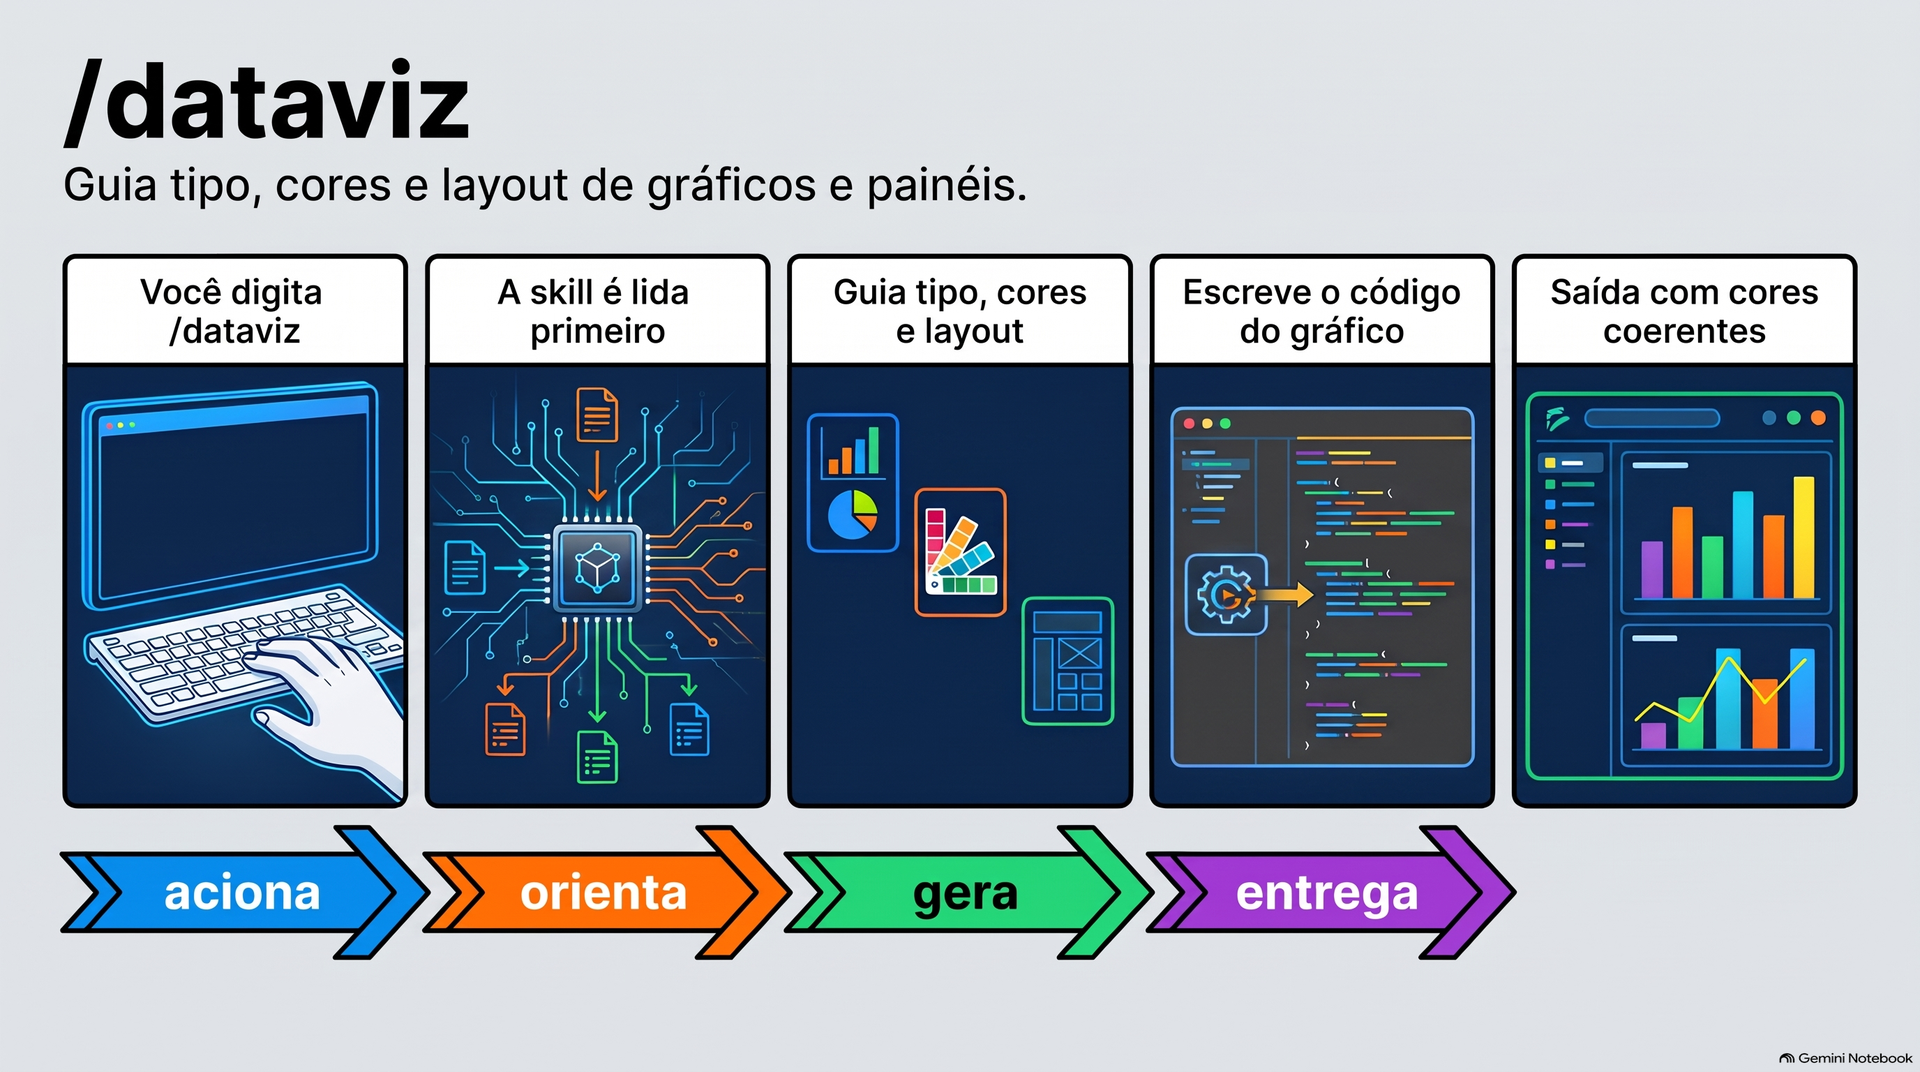 /dataviz
Guia tipo, cores e layout de gráficos e painéis.
Você digita
/dataviz
A skill é lida
primeiro
Guia tipo, cores
e layout
Escreve o código
do gráfico
Saída com cores
coerentes
aciona
orienta
gera
entrega
Gemini Notebook